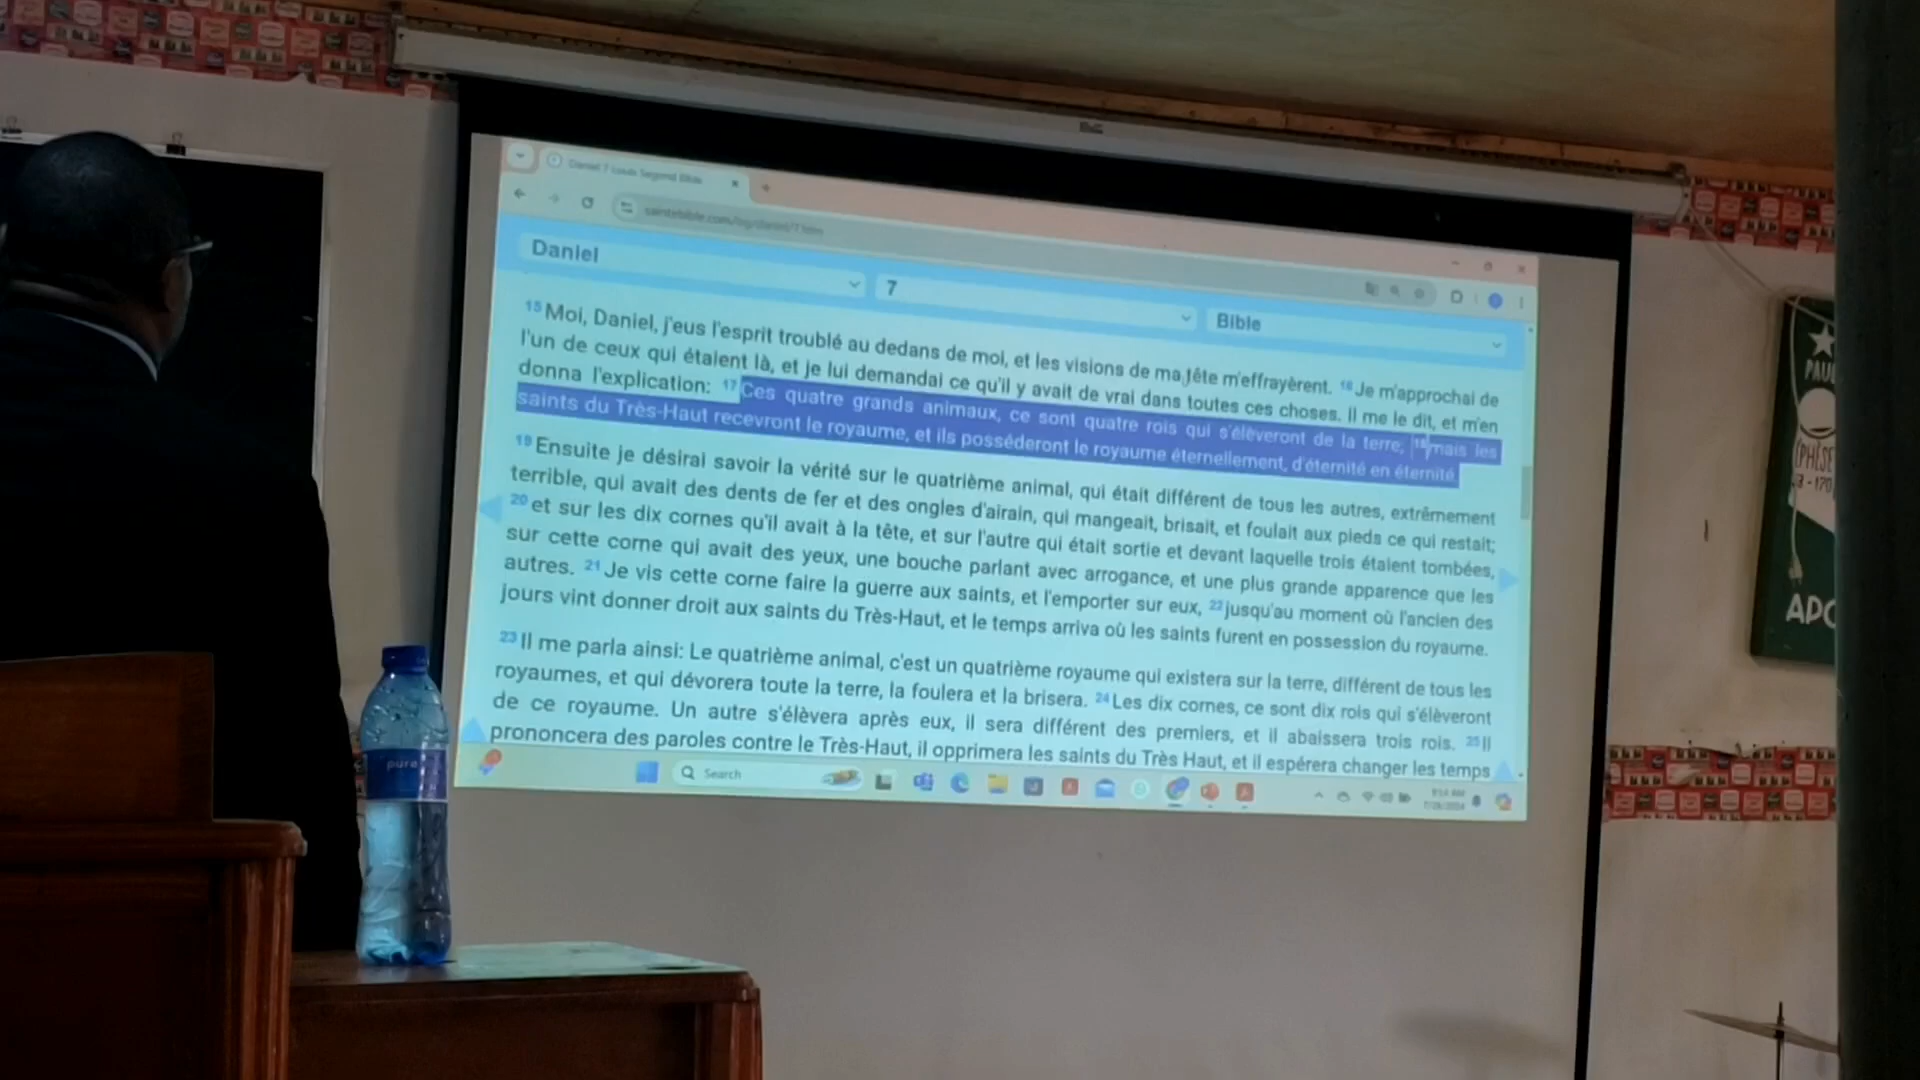 Daniel 7 Louis Segond Bible
saintebible.com/lsg/daniel/7.htm
Daniel
7
Bible
15 Moi, Daniel, j'eus l'esprit troublé au dedans de moi, et les visions de ma tête m'effrayèrent. 16 Je m'approchai de
l'un de ceux qui étaient là, et je lui demandai ce qu'il y avait de vrai dans toutes ces choses. Il me le dit, et m'en
donna l'explication: 17 Ces quatre grands animaux, ce sont quatre rois qui s'élèveront de la terre; 18 mais les
saints du Très-Haut recevront le royaume, et ils posséderont le royaume éternellement, d'éternité en éternité.
19 Ensuite je désirai savoir la vérité sur le quatrième animal, qui était différent de tous les autres, extrêmement
terrible, qui avait des dents de fer et des ongles d'airain, qui mangeait, brisait, et foulait aux pieds ce qui restait;
20 et sur les dix cornes qu'il avait à la tête, et sur l'autre qui était sortie et devant laquelle trois étaient tombées,
sur cette corne qui avait des yeux, une bouche parlant avec arrogance, et une plus grande apparence que les
autres. 21 Je vis cette corne faire la guerre aux saints, et l'emporter sur eux, 22 jusqu'au moment où l'ancien des
jours vint donner droit aux saints du Très-Haut, et le temps arriva où les saints furent en possession du royaume.
23 Il me parla ainsi: Le quatrième animal, c'est un quatrième royaume qui existera sur la terre, différent de tous les
royaumes, et qui dévorera toute la terre, la foulera et la brisera. 24 Les dix cornes, ce sont dix rois qui s'élèveront
de ce royaume. Un autre s'élèvera après eux, il sera différent des premiers, et il abaissera trois rois. 25 Il
prononcera des paroles contre le Très-Haut, il opprimera les saints du Très Haut, et il espérera changer les temps
Search
pure
PAUL
(PHÉSE
APO